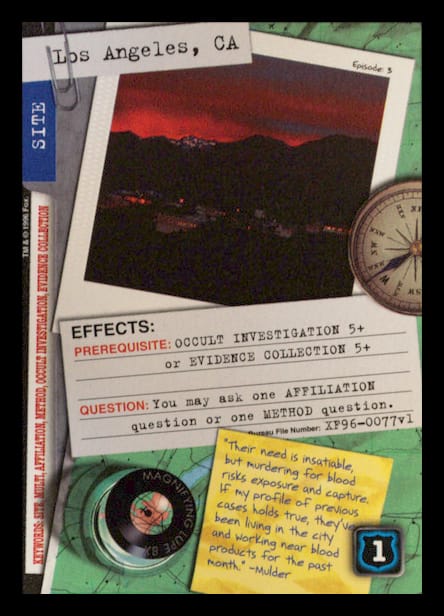 Los Angeles, CA
Episode: 3
SITE
TM & © 1996 Fox.
KEYWORDS: SITE, MULTI, AFFILIATION, METHOD, OCCULT INVESTIGATION, EVIDENCE COLLECTION
EFFECTS:
PREREQUISITE: OCCULT INVESTIGATION 5+
or EVIDENCE COLLECTION 5+
QUESTION: You may ask one AFFILIATION
question or one METHOD question.
Bureau File Number: XF96-0077v1
MAGNIFYING LUPE 8X
"Their need is insatiable,
but murdering for blood
risks exposure and capture.
If my profile of previous
cases holds true, they've
been living in the city
and working near blood
products for the past
month." -Mulder
1